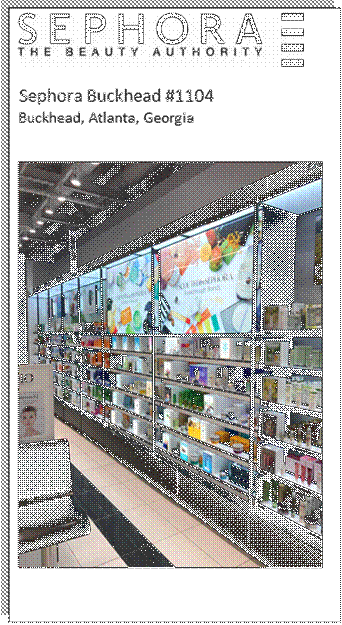 SEPHORA
THE BEAUTY AUTHORITY
Sephora Buckhead #1104
Buckhead, Atlanta, Georgia